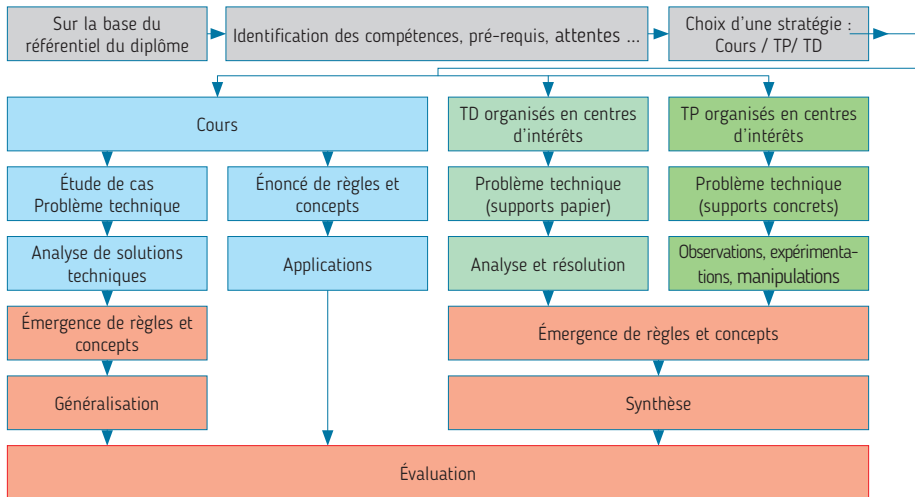 Sur la base du
référentiel du diplôme
Identification des compétences, pré-requis, attentes ...
Choix d'une stratégie :
Cours / TP/ TD
Cours
TD organisés en centres
d'intérêts
TP organisés en centres
d'intérêts
Étude de cas
Problème technique
Énoncé de règles et
concepts
Problème technique
(supports papier)
Problème technique
(supports concrets)
Analyse de solutions
techniques
Applications
Analyse et résolution
Observations, expérimenta-
tions, manipulations
Émergence de règles et
concepts
Émergence de règles et concepts
Généralisation
Synthèse
Évaluation